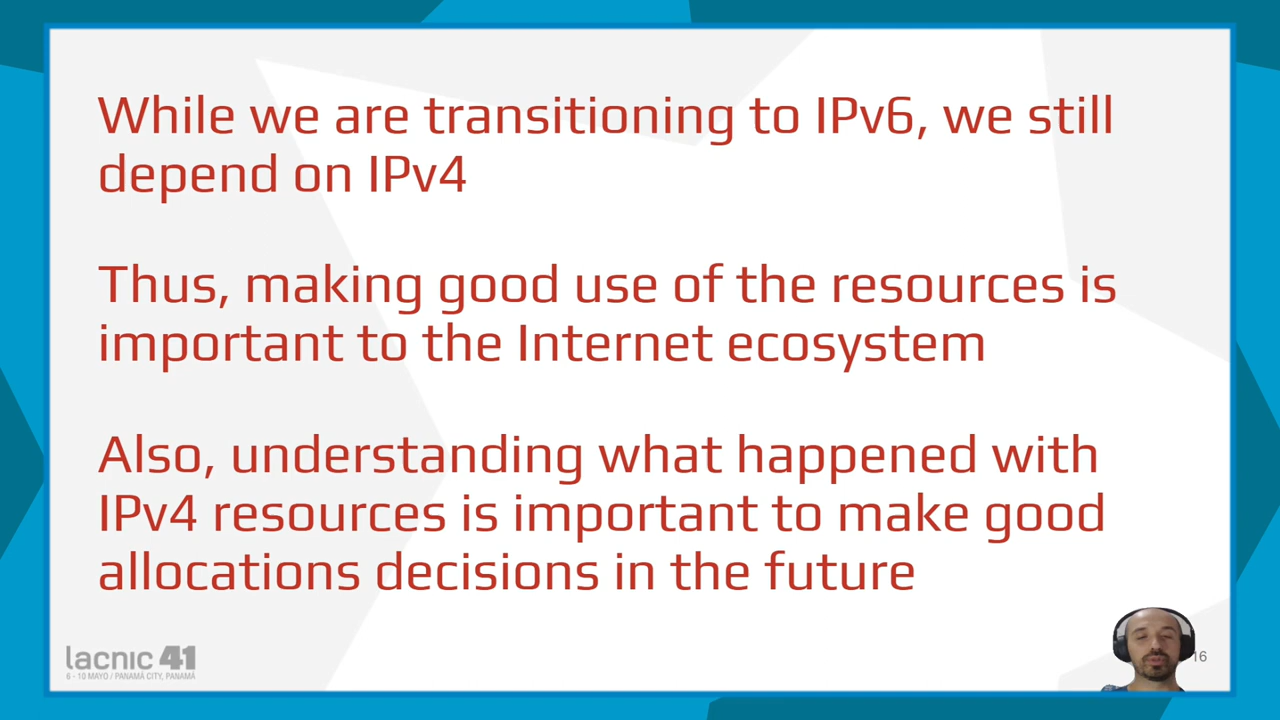 While we are transitioning to IPv6, we still
depend on IPv4
Thus, making good use of the resources is
important to the Internet ecosystem
Also, understanding what happened with
IPv4 resources is important to make good
allocations decisions in the future
lacnic 41
6 - 10 MAYO / PANAMÁ CITY, PANAMÁ
16